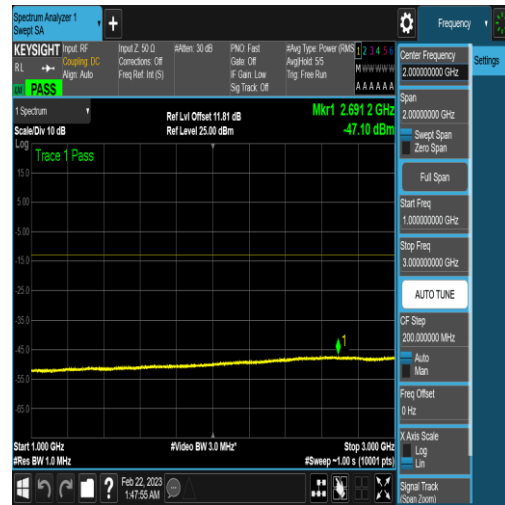 Spectrum Analyzer 1
Swept SA
Frequency
KEYSIGHT
RL
PASS
Input: RF
Coupling: DC
Align: Auto
Input Z: 50 Ω
Corrections: Off
Freq Ref: Int (S)
#Atten: 30 dB
PNO: Fast
Gate: Off
IF Gain: Low
Sig Track: Off
#Avg Type: Power (RMS
Avg|Hold: 5/5
Trig: Free Run
1 2 3 4 5 6
M W W W W W
A A A A A A
1 Spectrum
Scale/Div 10 dB
Ref Lvl Offset 11.81 dB
Ref Level 25.00 dBm
Mkr1 2.691 2 GHz
-47.10 dBm
Log
Trace 1 Pass
15.0
5.00
-5.00
-15.0
-25.0
-35.0
-45.0
-55.0
-65.0
1
Start 1.000 GHz
#Res BW 1.0 MHz
#Video BW 3.0 MHz*
Stop 3.000 GHz
#Sweep ~1.00 s (10001 pts)
Feb 22, 2023
1:47:55 AM
?
Center Frequency
2.000000000 GHz
Settings
Span
2.00000000 GHz
Swept Span
Zero Span
Full Span
Start Freq
1.000000000 GHz
Stop Freq
3.000000000 GHz
AUTO TUNE
CF Step
200.000000 MHz
Auto
Man
Freq Offset
0 Hz
X Axis Scale
Log
Lin
Signal Track
(Span Zoom)